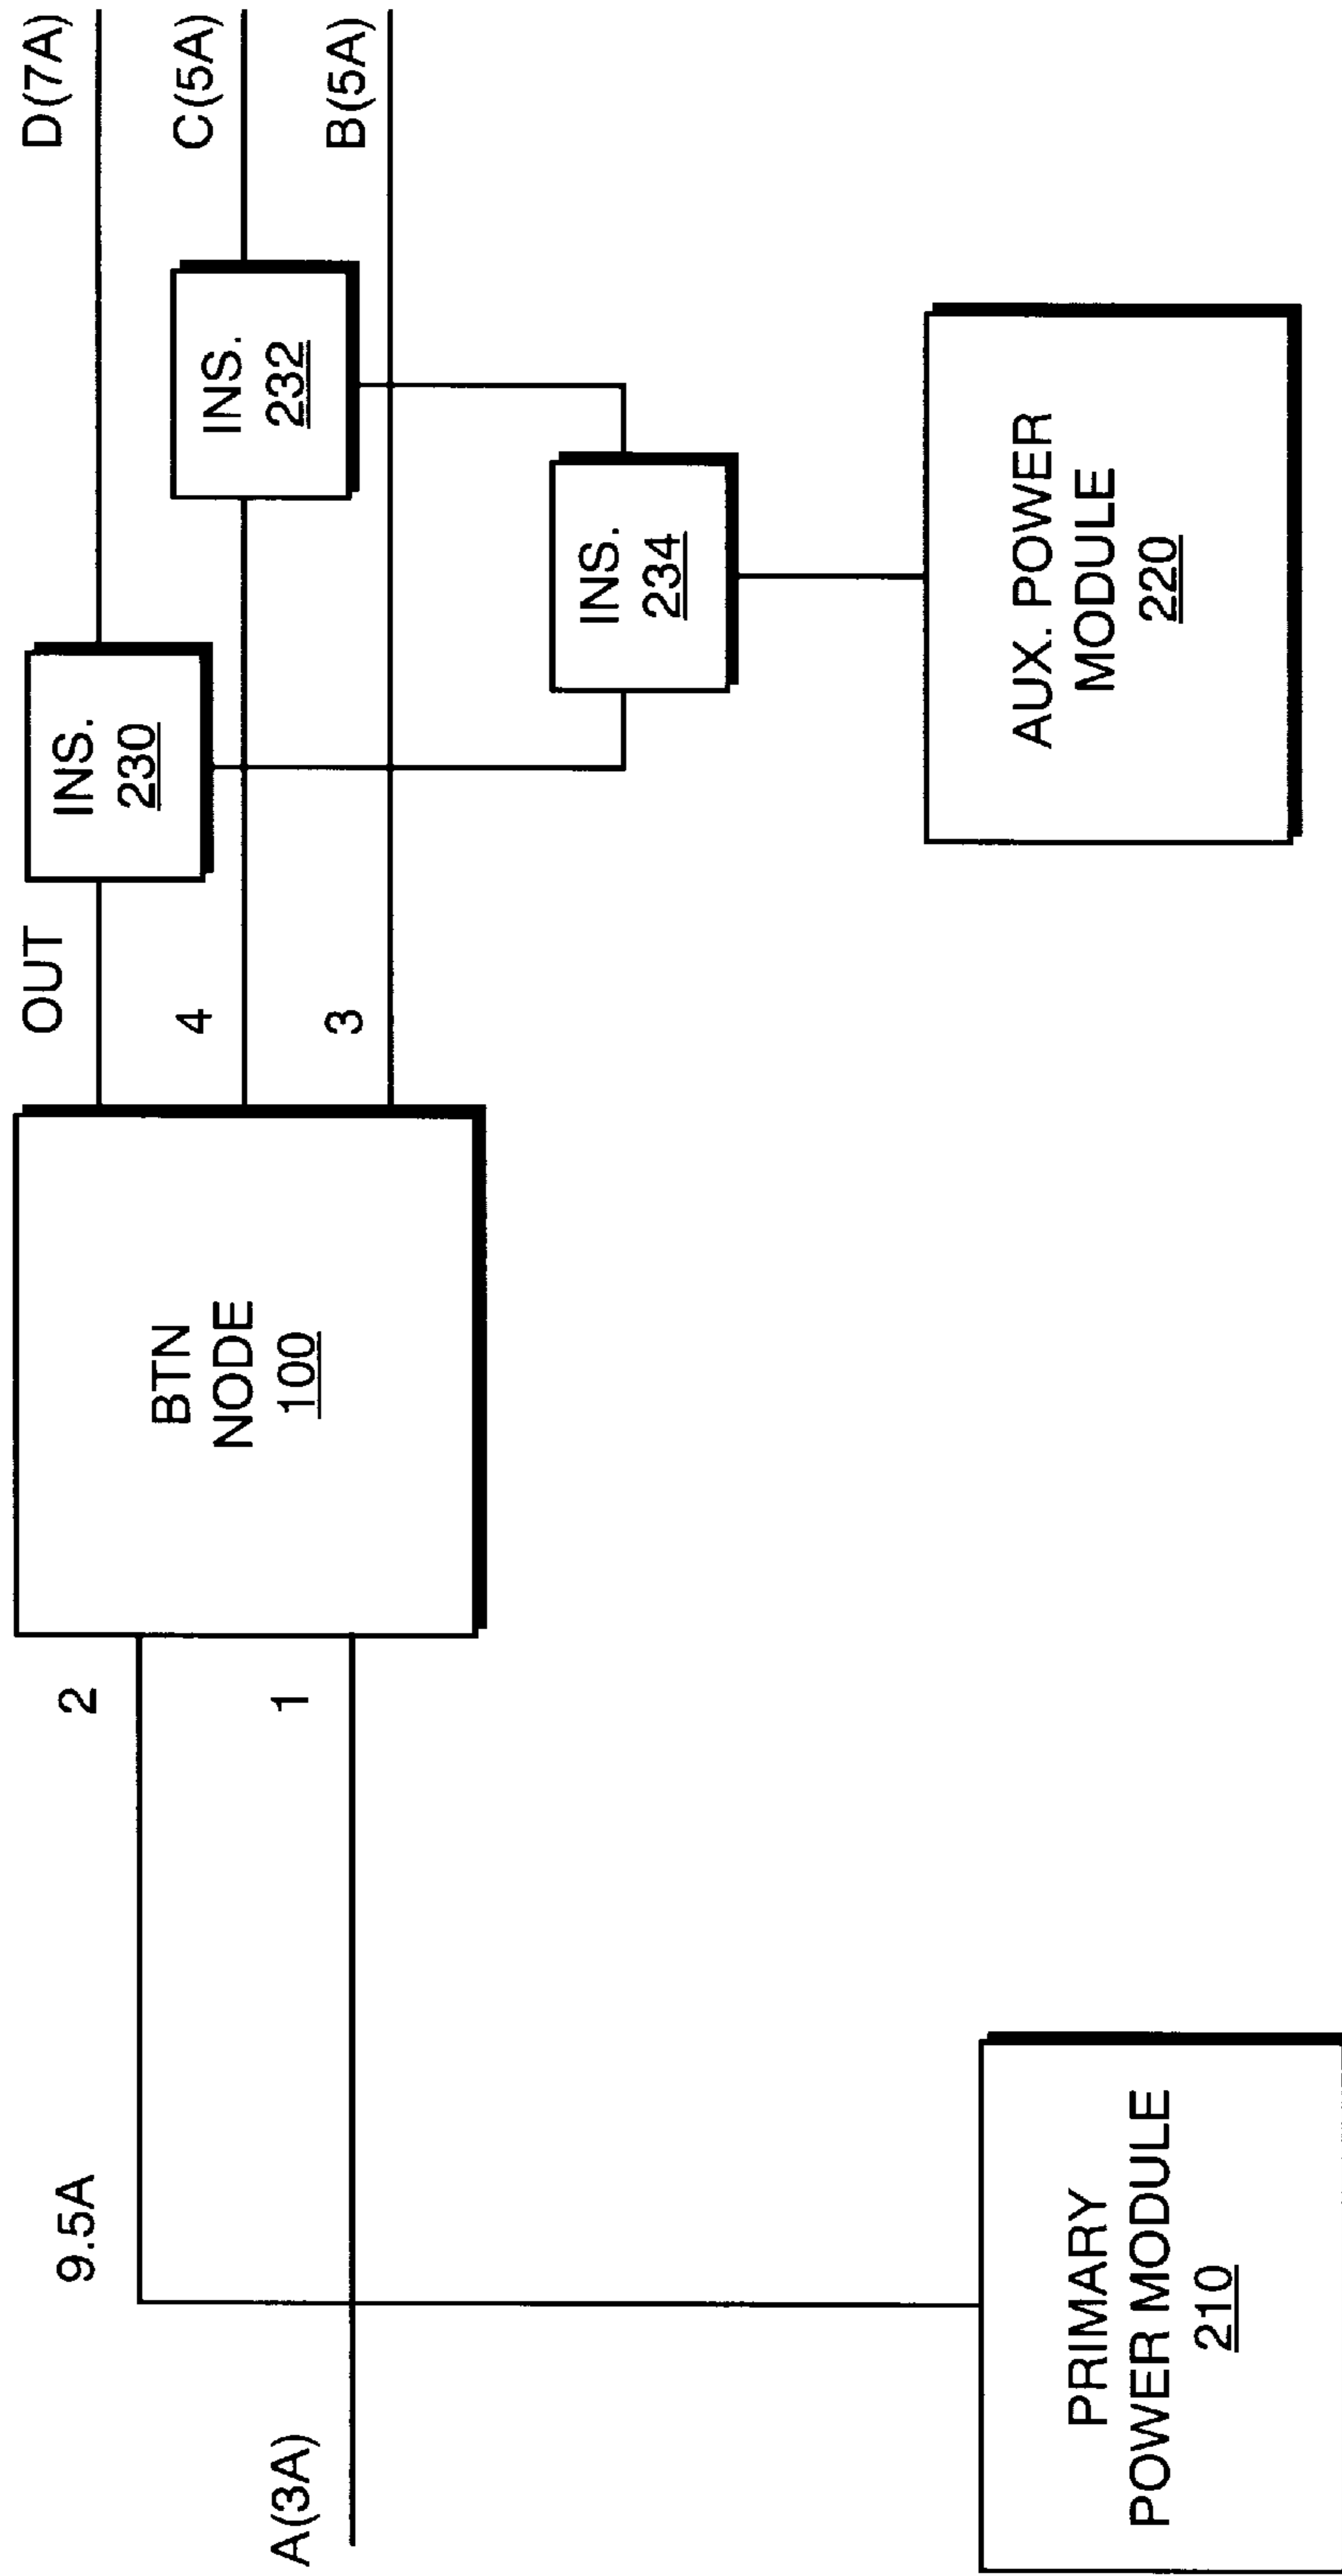 9.5A
A(3A)
2
1
BTN
NODE
100
OUT
4
3
INS.
230
INS.
232
D(7A)
C(5A)
B(5A)
INS.
234
PRIMARY
POWER MODULE
210
AUX. POWER
MODULE
220